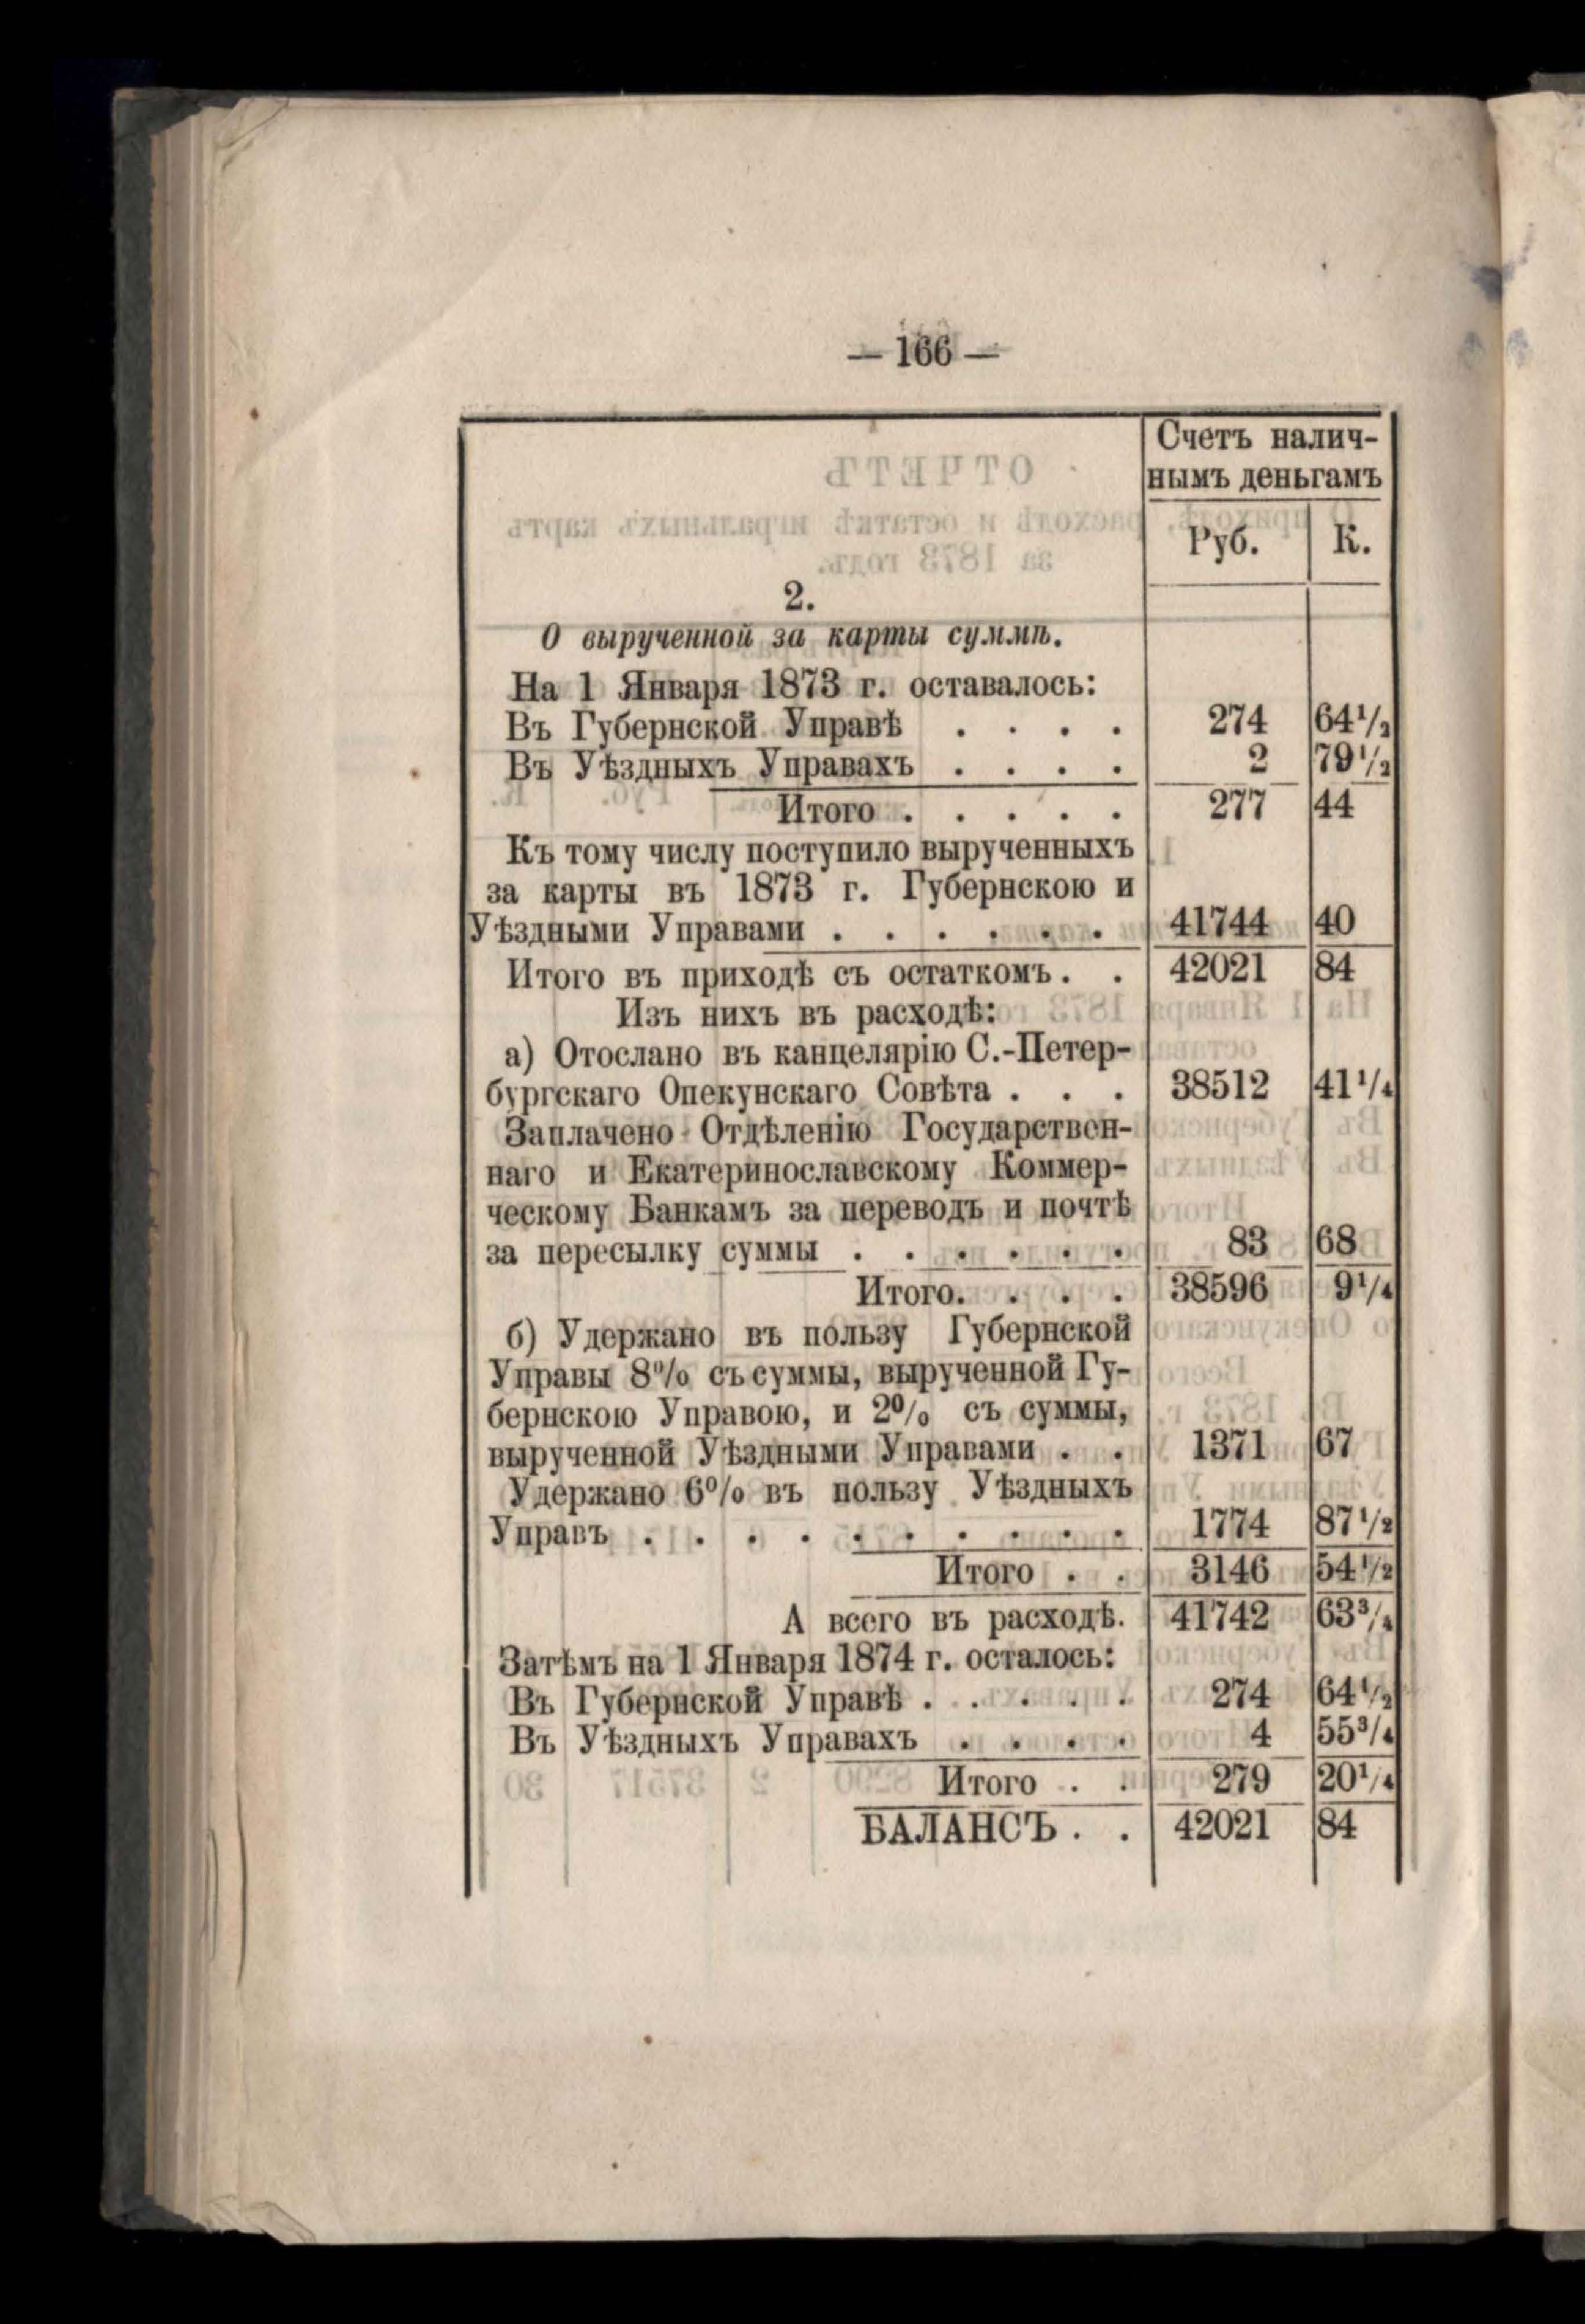 — 166 —
Счетъ налич-
нымъ деньгамъ
Руб. К.
2.
О вырученной за карты суммѣ.
На 1 Января 1873 г. оставалось:
Въ Губернской Управѣ . . . . 274 64½
Въ Уѣздныхъ Управахъ . . . . 2 79½
Итого . . . . . 277 44
Къ тому числу поступило вырученныхъ
за карты въ 1873 г. Губернскою и
Уѣздными Управами . . . . . . 41744 40
Итого въ приходѣ съ остаткомъ . . 42021 84
Изъ нихъ въ расходѣ:
а) Отослано въ канцелярію С.-Петер-
бургскаго Опекунскаго Совѣта . . . 38512 41¼
Заплачено Отдѣленію Государствен-
наго и Екатеринославскому Коммер-
ческому Банкамъ за переводъ и почтѣ
за пересылку суммы . . . . . . 83 68
Итого. . . . 38596 9¼
б) Удержано въ пользу Губернской
Управы 8% съ суммы, вырученной Гу-
бернскою Управою, и 2% съ суммы,
вырученной Уѣздными Управами . . 1371 67
Удержано 6% въ пользу Уѣздныхъ
Управъ . . . . . . . . . . 1774 87½
Итого . . 3146 54½
А всего въ расходѣ. 41742 63¾
Затѣмъ на 1 Января 1874 г. осталось:
Въ Губернской Управѣ . . . . . 274 64½
Въ Уѣздныхъ Управахъ . . . . 4 55¾
Итого . . 279 20¼
БАЛАНСЪ . . 42021 84